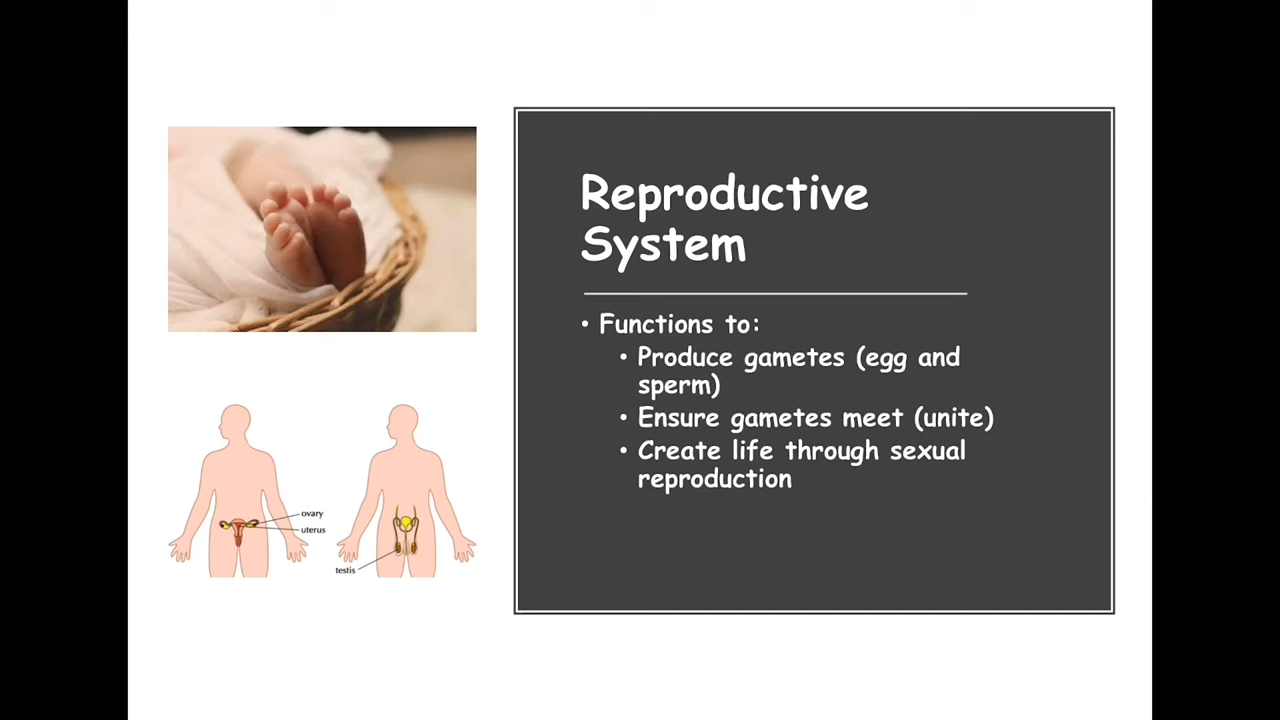 Reproductive
System
• Functions to:
• Produce gametes (egg and
sperm)
• Ensure gametes meet (unite)
• Create life through sexual
reproduction
ovary
uterus
testis